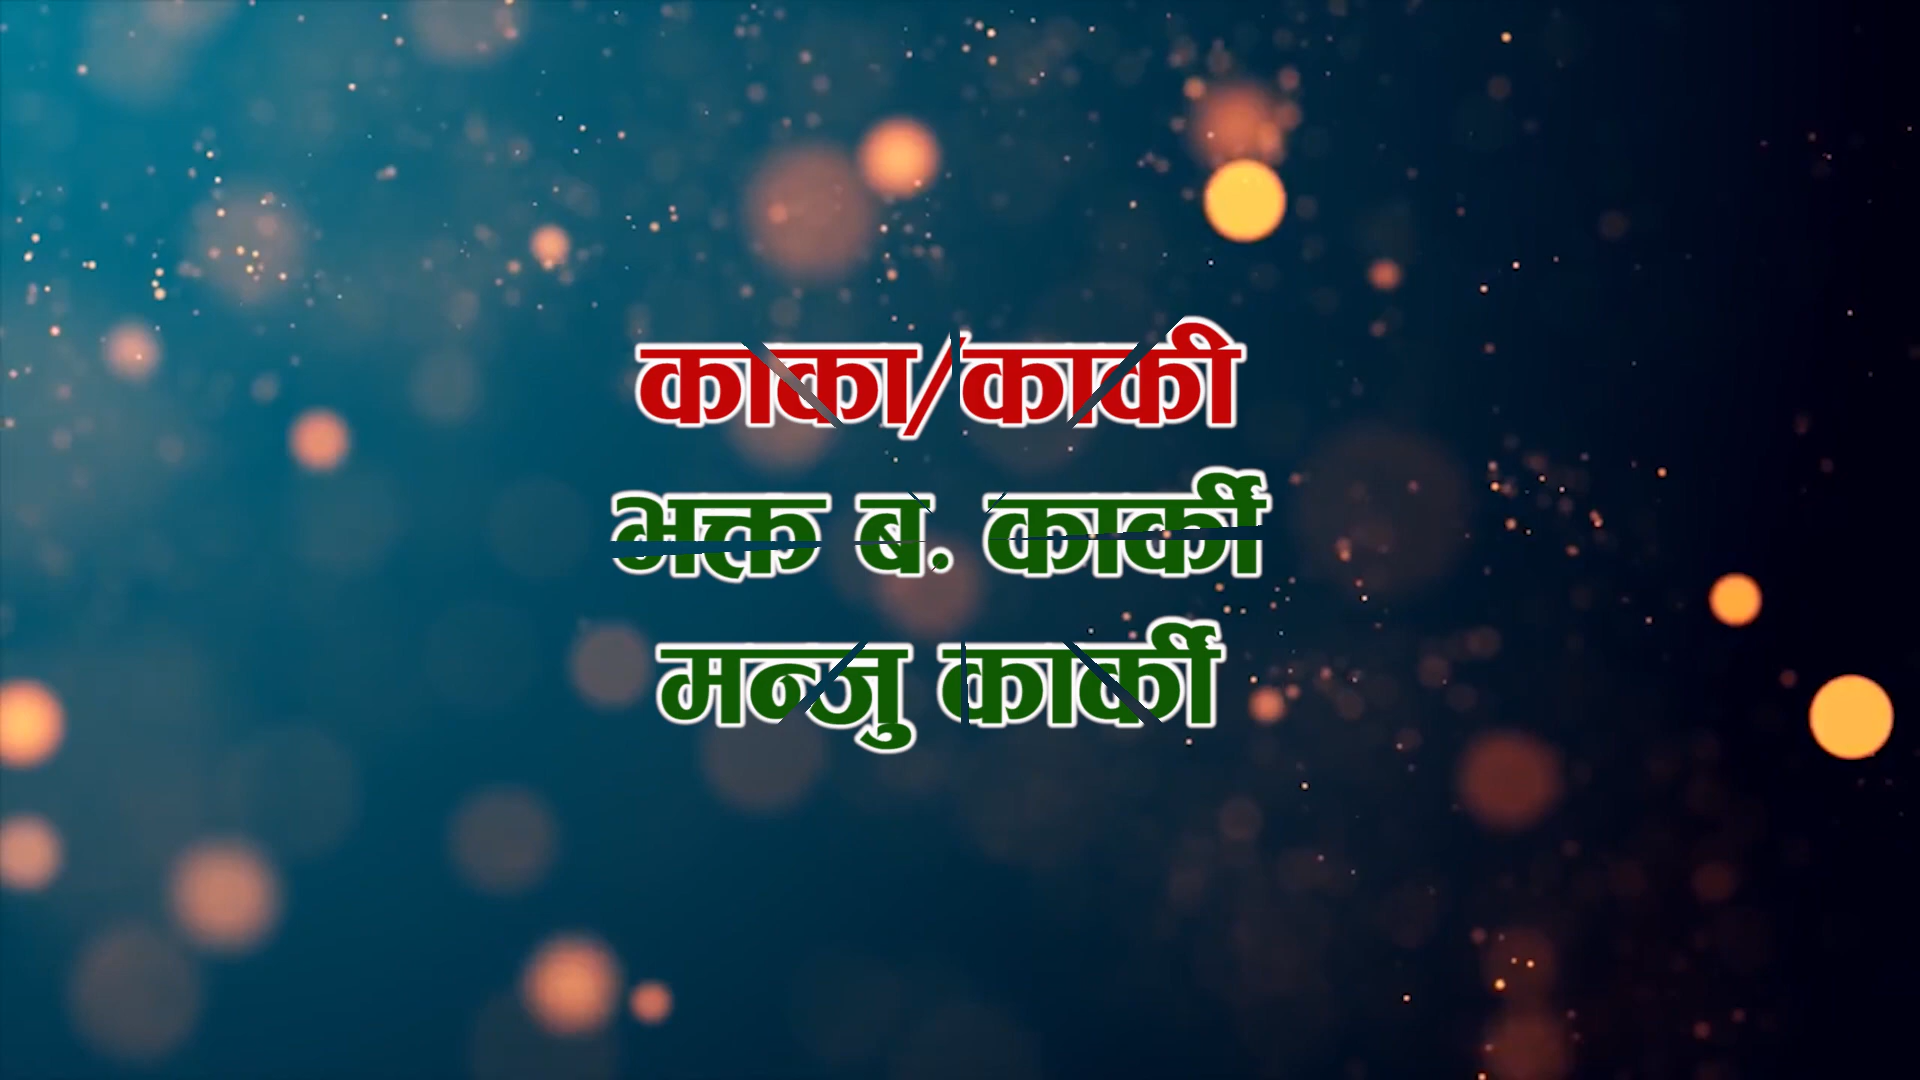 काका/काकी
भक्त ब. कार्की
मन्जु कार्की